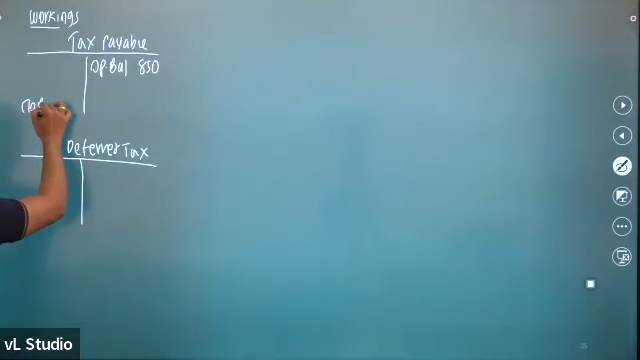 Workings
Tax Payable
Op Bal 850
Deferred Tax
vL Studio